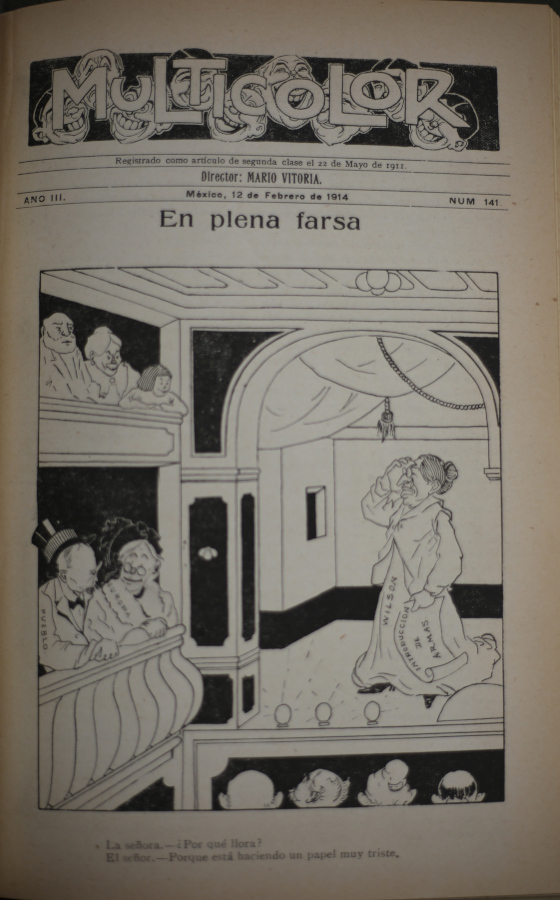 MULTICOLOR
Registrado como artículo de segunda clase el 22 de Mayo de 1911.
Director: MARIO VITORIA.
AÑO III.
México, 12 de Febrero de 1914
NUM 141.
En plena farsa
WILSON
INTRODUCCION
DE
ARMAS
La señora.—¿Por qué llora?
El señor.—Porque está haciendo un papel muy triste.